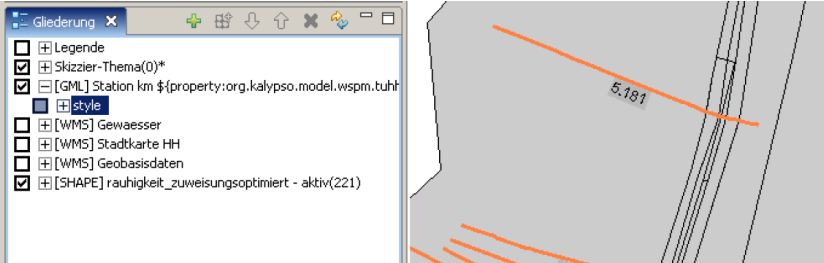 Gliederung
Legende
Skizzier-Thema(0)*
[GML] Station km ${property:org.kalypso.model.wspm.tuhh
style
[WMS] Gewaesser
[WMS] Stadtkarte HH
[WMS] Geobasisdaten
[SHAPE] rauhigkeit_zuweisungsoptimiert - aktiv(221)
5.181